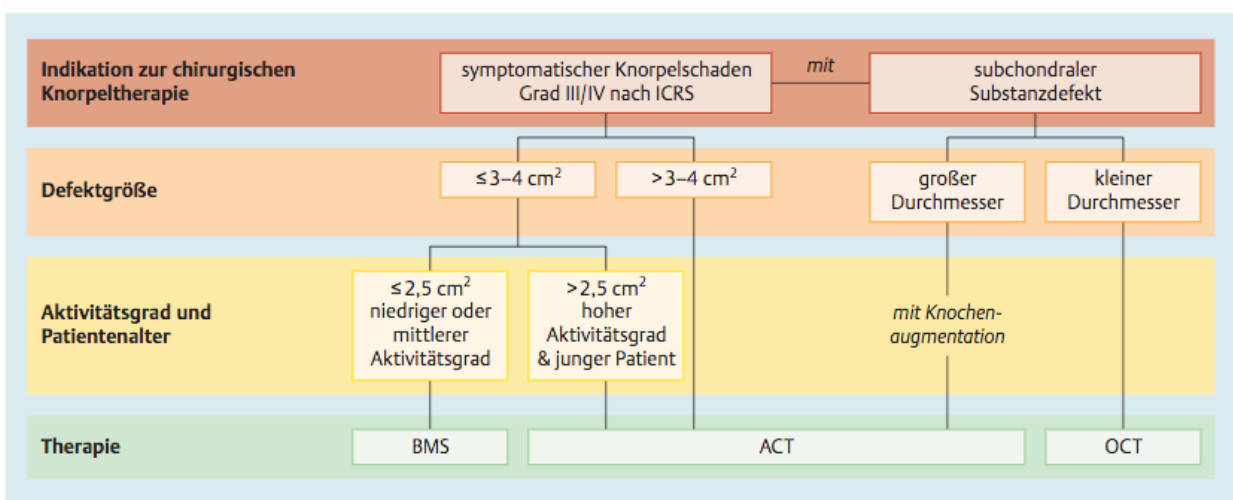 Indikation zur chirurgischen
Knorpeltherapie
symptomatischer Knorpelschaden
Grad III/IV nach ICRS
mit
subchondraler
Substanzdefekt
Defektgröße
≤3–4 cm²
>3–4 cm²
großer
Durchmesser
kleiner
Durchmesser
Aktivitätsgrad und
Patientenalter
≤2,5 cm²
niedriger oder
mittlerer
Aktivitätsgrad
>2,5 cm²
hoher
Aktivitätsgrad
& junger Patient
mit Knochen-
augmentation
Therapie
BMS
ACT
OCT